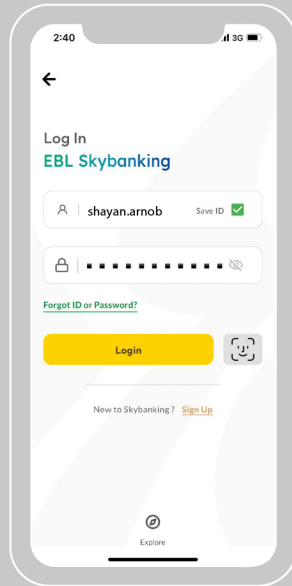 2:40 3G
Log In
EBL Skybanking
shayan.arnob Save ID
Forgot ID or Password?
Login
New to Skybanking ? Sign Up
Explore